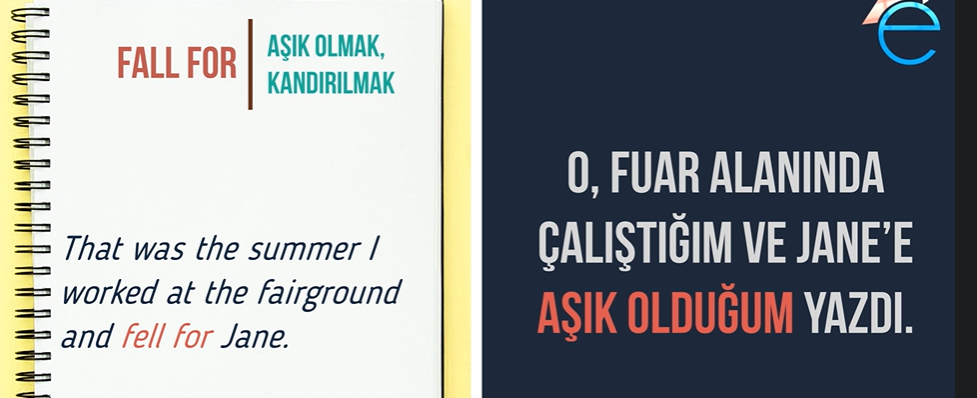 FALL FOR
AŞIK OLMAK,
KANDIRILMAK
That was the summer I
worked at the fairground
and fell for Jane.
e
O, FUAR ALANINDA
ÇALIŞTIĞIM VE JANE'E
AŞIK OLDUĞUM YAZDI.